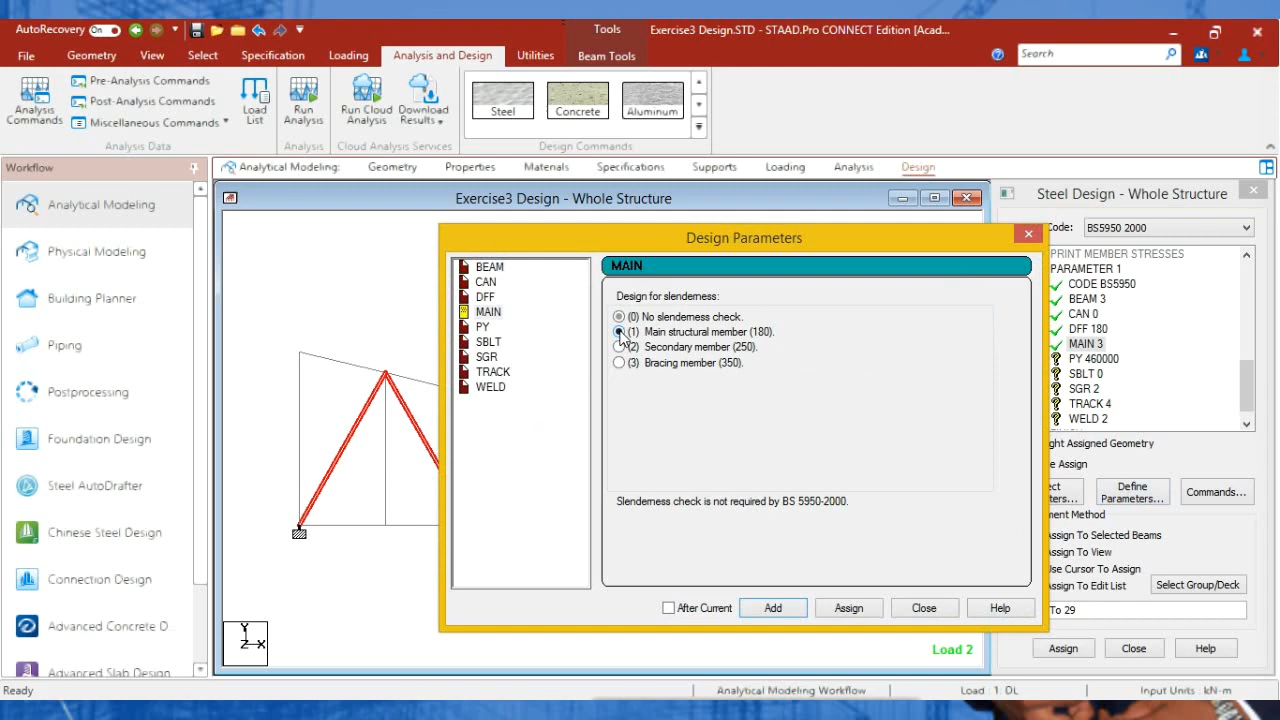 AutoRecovery On
Tools
Exercise3 Design.STD - STAAD.Pro CONNECT Edition [Acad...
File Geometry View Select Specification Loading Analysis and Design Utilities Beam Tools
Search
Analysis Commands
Pre-Analysis Commands
Post-Analysis Commands
Miscellaneous Commands
Load List
Run Analysis
Run Cloud Analysis
Download Results
Steel
Concrete
Aluminum
Analysis Data
Analysis
Cloud Analysis Services
Design Commands
Workflow
Analytical Modeling: Geometry Properties Materials Specifications Supports Loading Analysis Design
Analytical Modeling
Physical Modeling
Building Planner
Piping
Postprocessing
Foundation Design
Steel AutoDrafter
Chinese Steel Design
Connection Design
Advanced Concrete D
Advanced Slab Design
Exercise3 Design - Whole Structure
Y
Z X
Load 2
Design Parameters
BEAM
CAN
DFF
MAIN
PY
SBLT
SGR
TRACK
WELD
MAIN
Design for slenderness:
(0) No slenderness check.
(1) Main structural member (180).
(2) Secondary member (250).
(3) Bracing member (350).
Slenderness check is not required by BS 5950-2000.
After Current
Add
Assign
Close
Help
Steel Design - Whole Structure
Code: BS5950 2000
PRINT MEMBER STRESSES
PARAMETER 1
CODE BS5950
BEAM 3
CAN 0
DFF 180
MAIN 3
PY 460000
SBLT 0
SGR 2
TRACK 4
WELD 2
ght Assigned Geometry
e Assign
ect
ters...
Define Parameters...
Commands...
ment Method
Assign To Selected Beams
Assign To View
Use Cursor To Assign
Assign To Edit List
Select Group/Deck
To 29
Assign
Close
Help
Ready
Analytical Modeling Workflow
Load : 1: DL
Input Units : kN-m